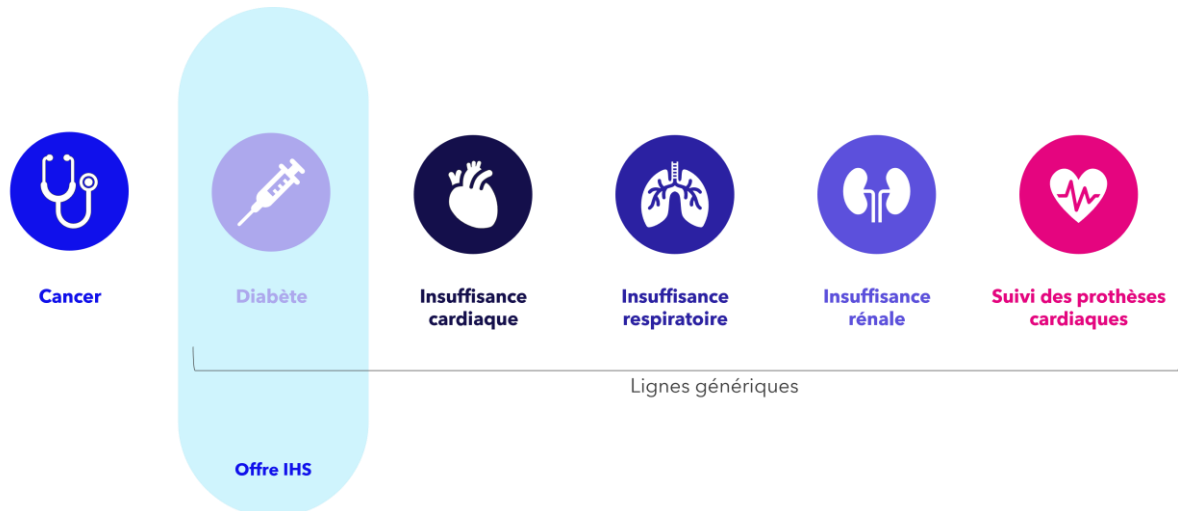 Cancer
Diabète
Insuffisance
cardiaque
Insuffisance
respiratoire
Insuffisance
rénale
Suivi des prothèses
cardiaques
Lignes génériques
Offre IHS